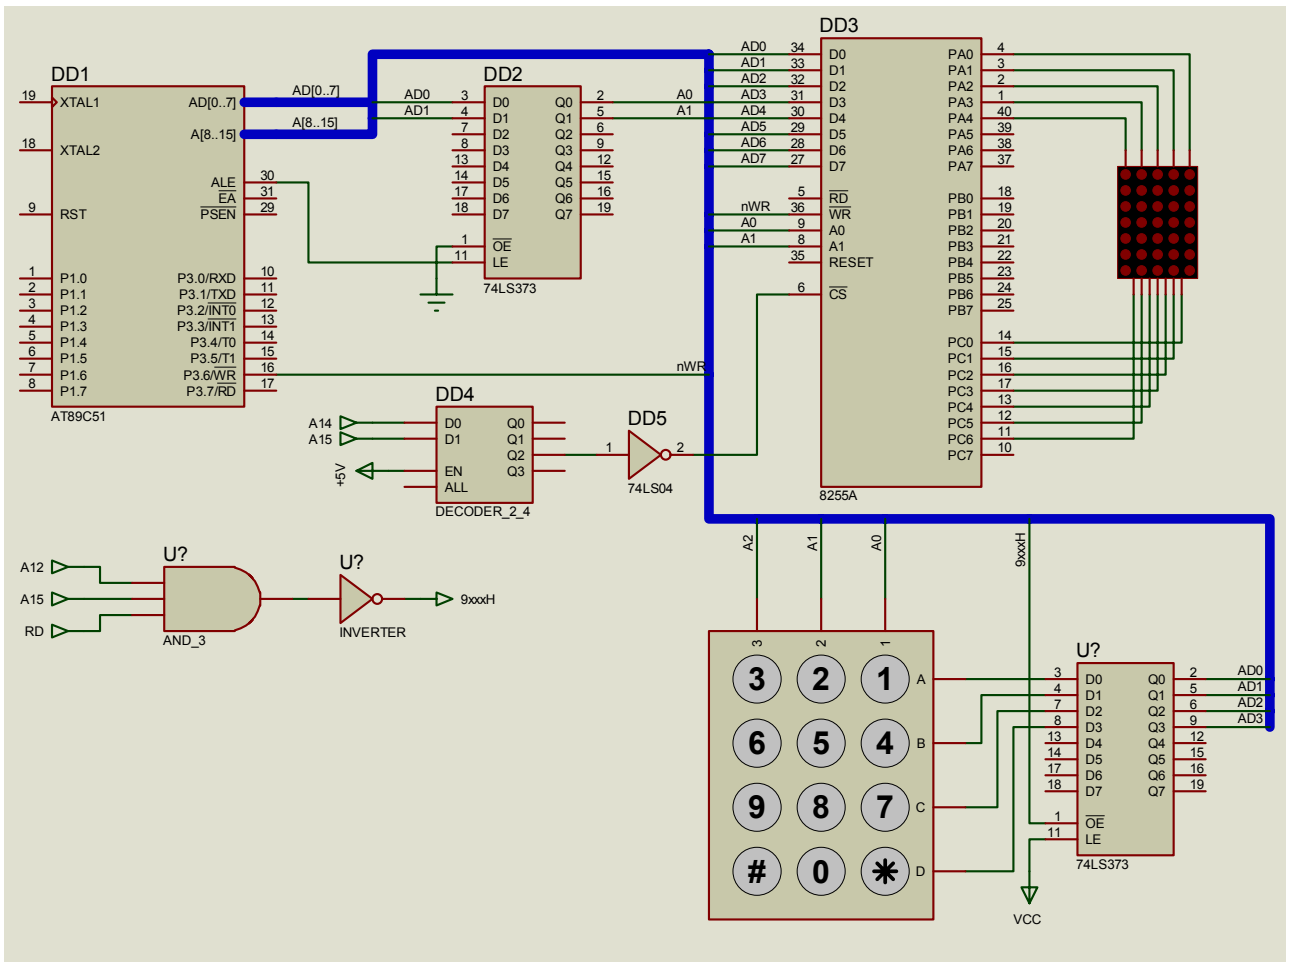 DD1
19 XTAL1 AD[0..7]
18 XTAL2 A[8..15]
ALE 30
EA 31
9 RST PSEN 29
1 P1.0 P3.0/RXD 10
2 P1.1 P3.1/TXD 11
3 P1.2 P3.2/INT0 12
4 P1.3 P3.3/INT1 13
5 P1.4 P3.4/T0 14
6 P1.5 P3.5/T1 15
7 P1.6 P3.6/WR 16
8 P1.7 P3.7/RD 17
AT89C51
AD[0..7]
A[8..15]
nWR
DD2
AD0 3 D0 Q0 2 A0
AD1 4 D1 Q1 5 A1
7 D2 Q2 6
8 D3 Q3 9
13 D4 Q4 12
14 D5 Q5 15
17 D6 Q6 16
18 D7 Q7 19
1 OE
11 LE
74LS373
DD3
AD0 34 D0 PA0 4
AD1 33 D1 PA1 3
AD2 32 D2 PA2 2
AD3 31 D3 PA3 1
AD4 30 D4 PA4 40
AD5 29 D5 PA5 39
AD6 28 D6 PA6 38
AD7 27 D7 PA7 37
5 RD PB0 18
nWR 36 WR PB1 19
A0 9 A0 PB2 20
A1 8 A1 PB3 21
35 RESET PB4 22
PB5 23
6 CS PB6 24
PB7 25
PC0 14
PC1 15
PC2 16
PC3 17
PC4 13
PC5 12
PC6 11
PC7 10
8255A
DD4
A14 D0 Q0
A15 D1 Q1
Q2
+5V EN Q3
ALL
DECODER_2_4
DD5
1 2
74LS04
U?
A12
A15
RD
AND_3
U?
9xxxH
INVERTER
A2 A1 A0 9xxxH
3 2 1
3 2 1 A
6 5 4 B
9 8 7 C
# 0 * D
U?
3 D0 Q0 2 AD0
4 D1 Q1 5 AD1
7 D2 Q2 6 AD2
8 D3 Q3 9 AD3
13 D4 Q4 12
14 D5 Q5 15
17 D6 Q6 16
18 D7 Q7 19
1 OE
11 LE
74LS373
VCC